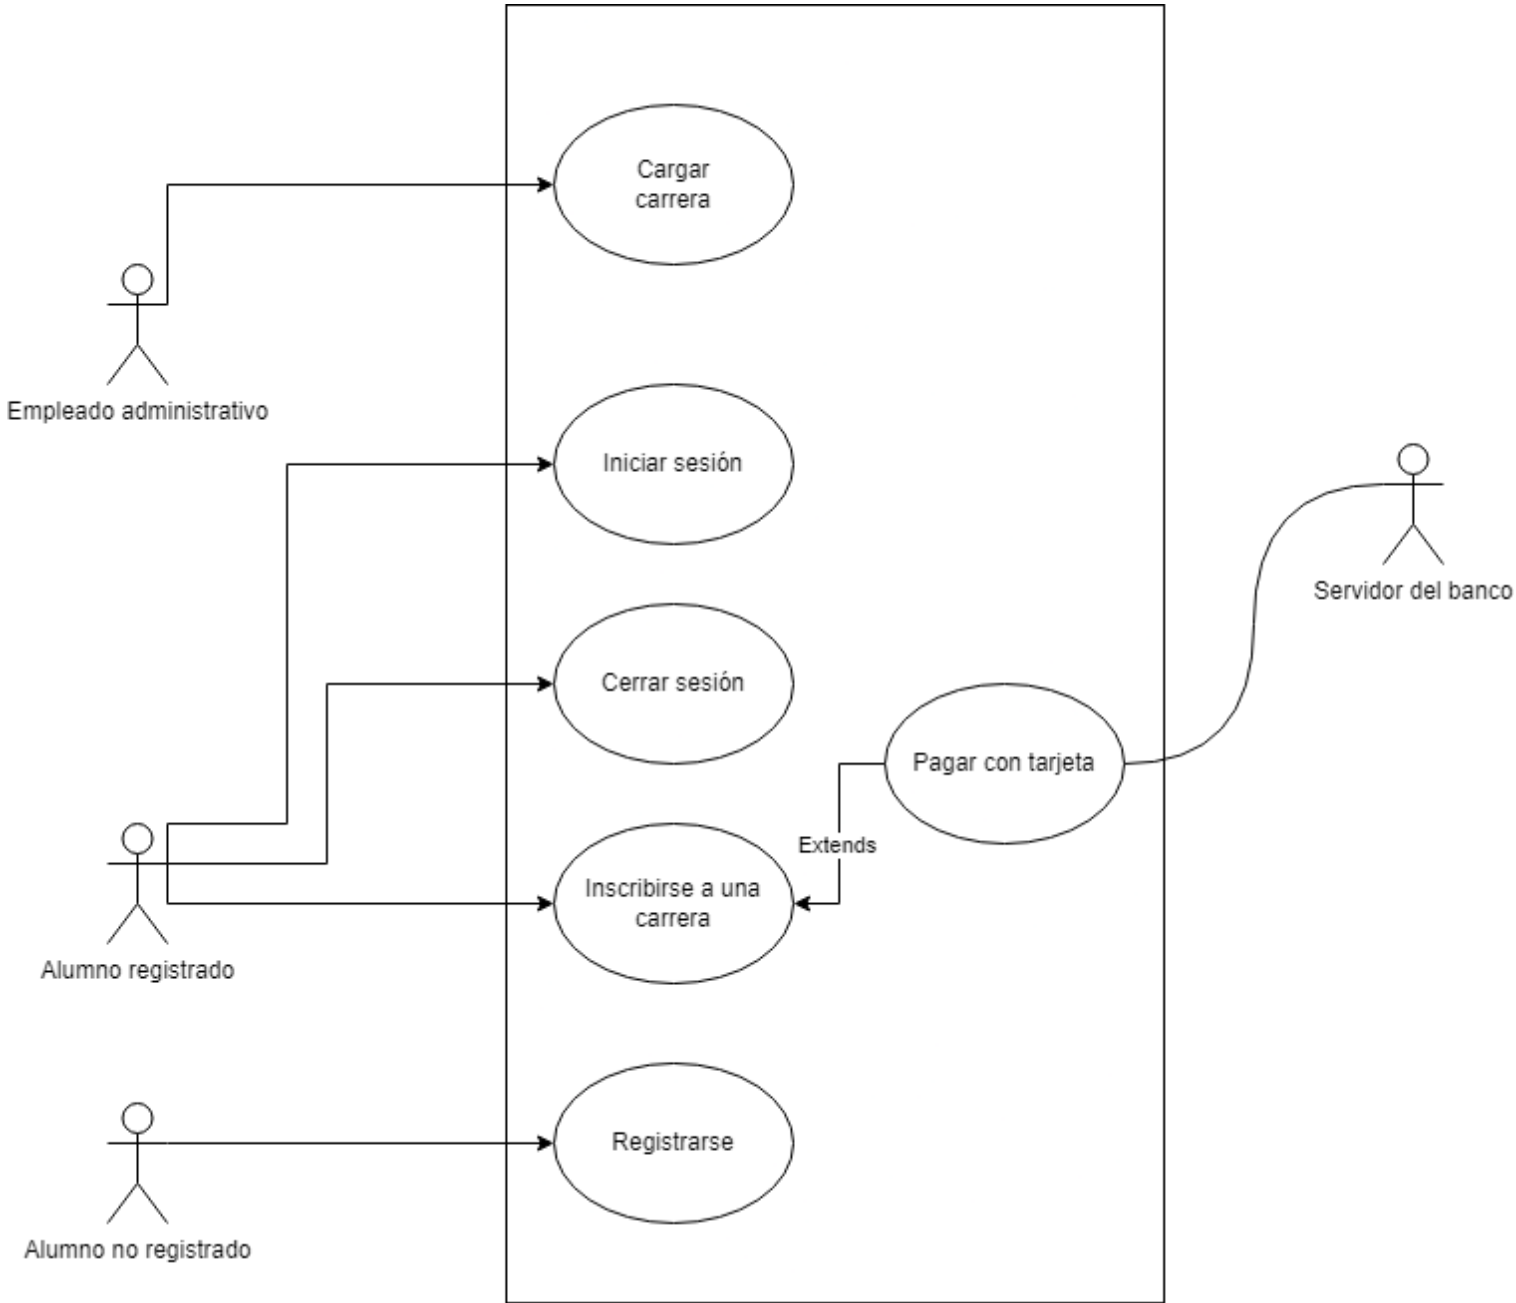 Cargar
carrera
Empleado administrativo
Iniciar sesión
Servidor del banco
Cerrar sesión
Pagar con tarjeta
Extends
Inscribirse a una
carrera
Alumno registrado
Registrarse
Alumno no registrado